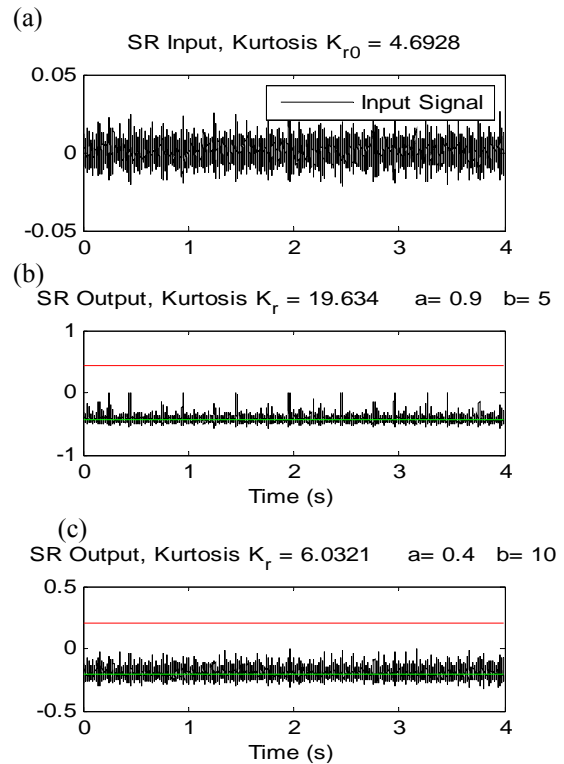 (a)
SR Input, Kurtosis K_r0 = 4.6928
0.05
Input Signal
0
-0.05
0 1 2 3 4
(b)
SR Output, Kurtosis K_r = 19.634 a= 0.9 b= 5
1
0
-1
0 1 2 3 4
Time (s)
(c)
SR Output, Kurtosis K_r = 6.0321 a= 0.4 b= 10
0.5
0
-0.5
0 1 2 3 4
Time (s)